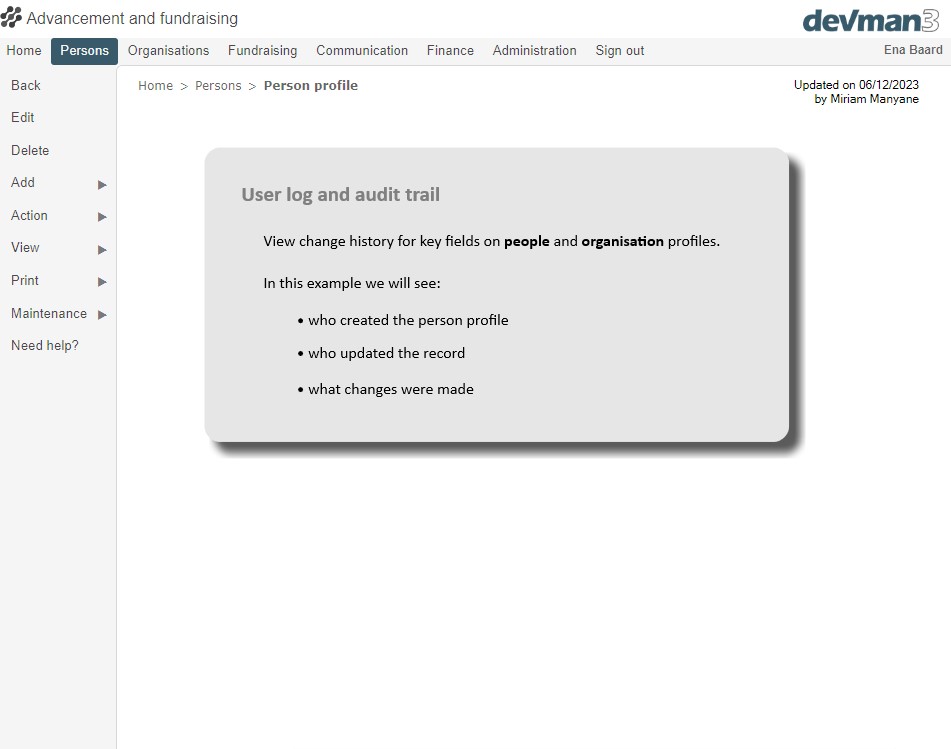 Advancement and fundraising
devman3
Home Persons Organisations Fundraising Communication Finance Administration Sign out Ena Baard
Back
Edit
Delete
Add
Action
View
Print
Maintenance
Need help?
Home > Persons > Person profile
Updated on 06/12/2023
by Miriam Manyane
User log and audit trail
View change history for key fields on people and organisation profiles.
In this example we will see:
• who created the person profile
• who updated the record
• what changes were made